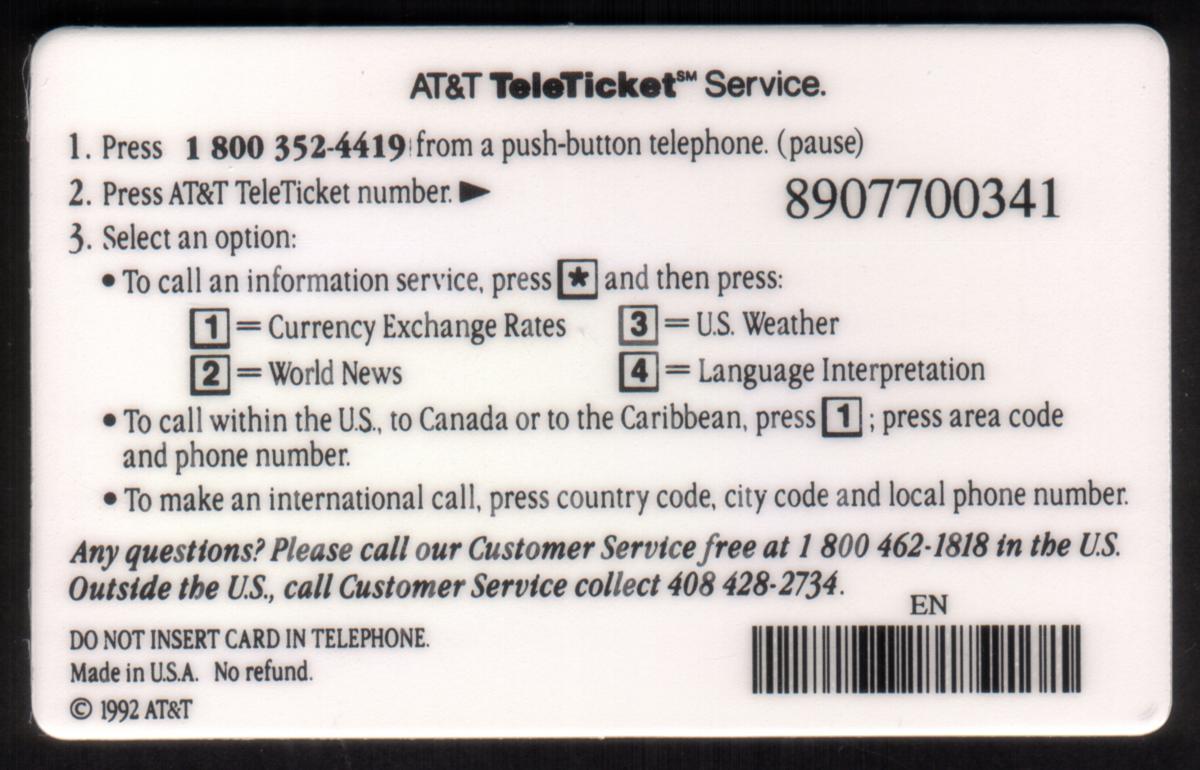 AT&T TeleTicket℠ Service.
1. Press 1 800 352-4419 from a push-button telephone. (pause)
2. Press AT&T TeleTicket number. ►
8907700341
3. Select an option:
• To call an information service, press * and then press:
1 = Currency Exchange Rates 3 = U.S. Weather
2 = World News 4 = Language Interpretation
• To call within the U.S., to Canada or to the Caribbean, press 1 ; press area code
and phone number.
• To make an international call, press country code, city code and local phone number.
Any questions? Please call our Customer Service free at 1 800 462-1818 in the U.S.
Outside the U.S., call Customer Service collect 408 428-2734.
EN
DO NOT INSERT CARD IN TELEPHONE.
Made in U.S.A. No refund.
© 1992 AT&T